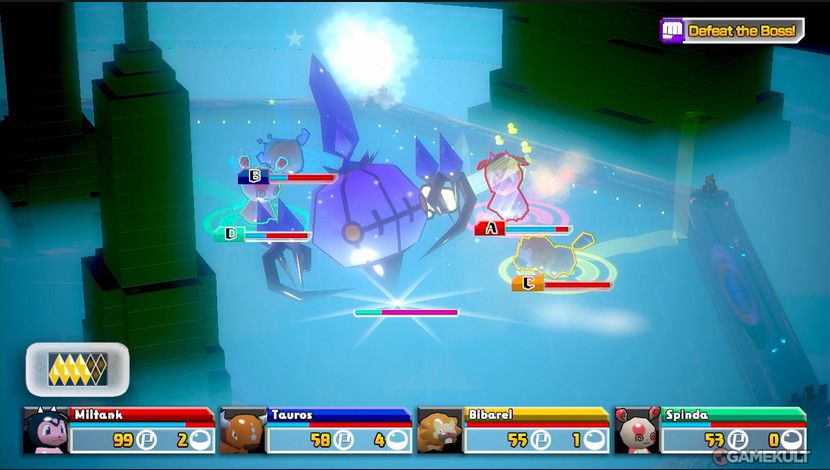 Defeat the Boss!
B
D
A
C
Miltank
99 P 2
Tauros
58 P 4
Bibarel
55 P 1
Spinda
53 P 0
GAMEKULT